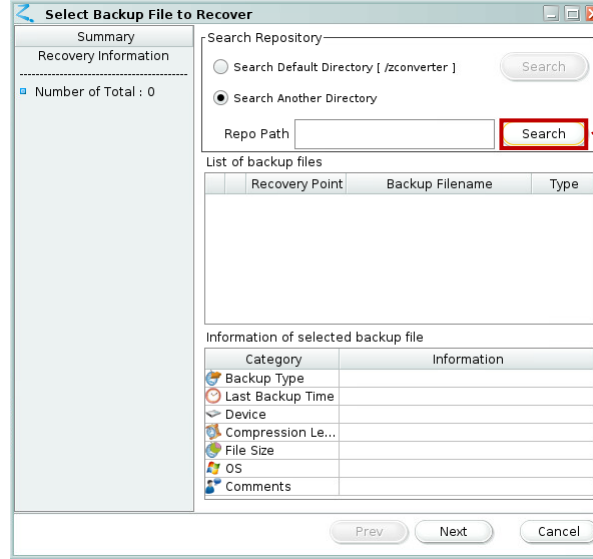 Select Backup File to Recover
Summary
Recovery Information
Number of Total : 0
Search Repository
Search Default Directory [ /zconverter ]
Search
Search Another Directory
Repo Path
Search
List of backup files
Recovery Point Backup Filename Type
Information of selected backup file
Category Information
Backup Type
Last Backup Time
Device
Compression Le...
File Size
OS
Comments
Prev Next Cancel